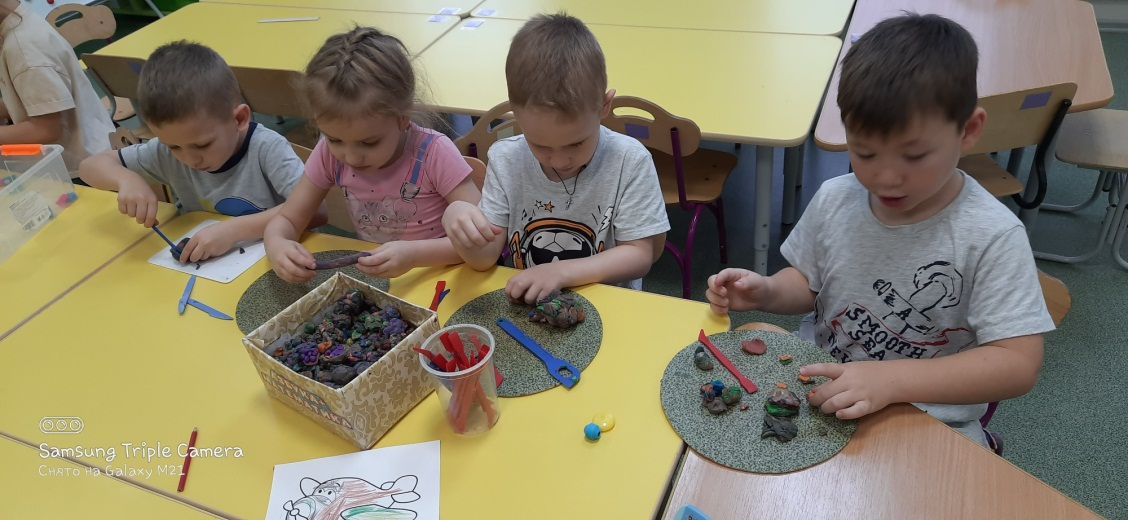 A
SMOOTH
SEA
Samsung Triple Camera
Снято на Galaxy M21